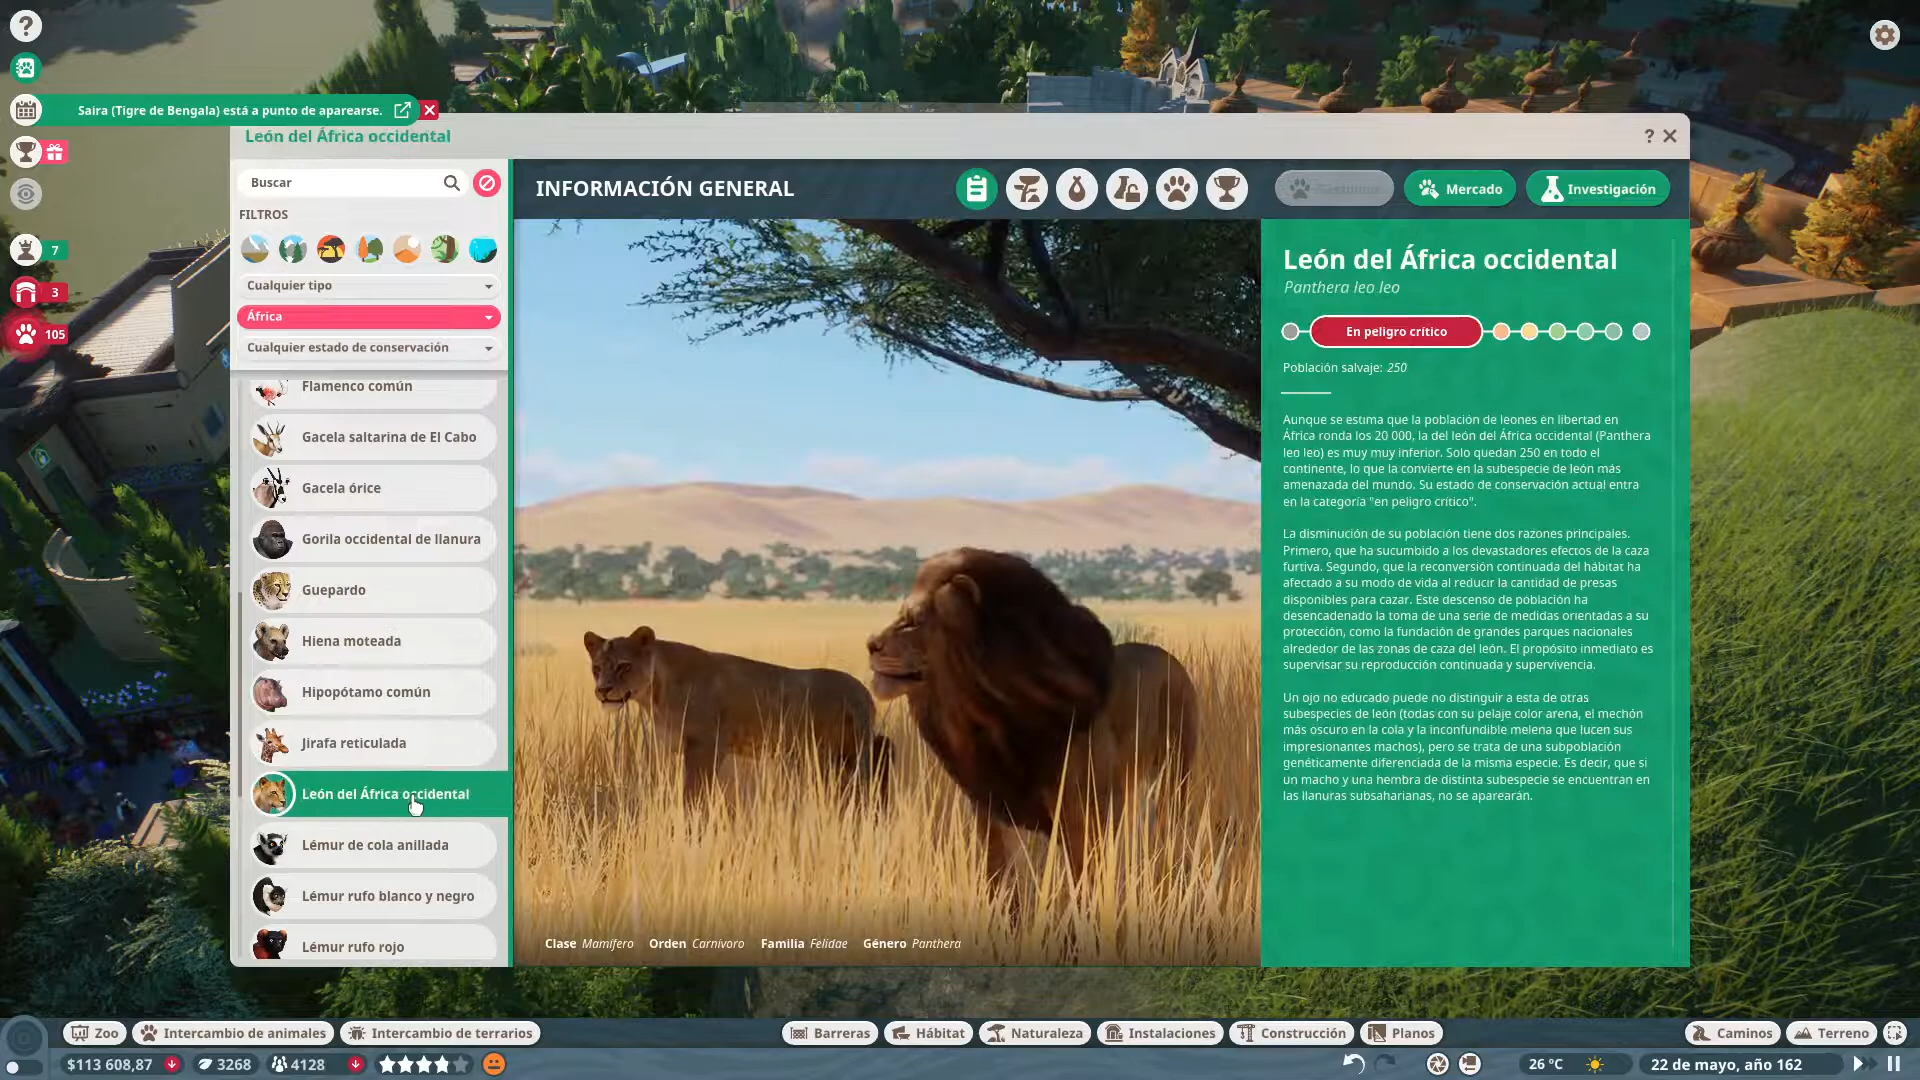 ?
Saira (Tigre de Bengala) está a punto de aparearse.
León del África occidental
?
Buscar
FILTROS
Cualquier tipo
África
Cualquier estado de conservación
7
3
105
Flamenco común
Gacela saltarina de El Cabo
Gacela órice
Gorila occidental de llanura
Guepardo
Hiena moteada
Hipopótamo común
Jirafa reticulada
León del África occidental
Lémur de cola anillada
Lémur rufo blanco y negro
Lémur rufo rojo
INFORMACIÓN GENERAL
Mercado
Investigación
León del África occidental
Panthera leo leo
En peligro crítico
Población salvaje: 250
Aunque se estima que la población de leones en libertad en
África ronda los 20 000, la del león del África occidental (Panthera
leo leo) es muy muy inferior. Solo quedan 250 en todo el
continente, lo que la convierte en la subespecie de león más
amenazada del mundo. Su estado de conservación actual entra
en la categoría "en peligro crítico".
La disminución de su población tiene dos razones principales.
Primero, que ha sucumbido a los devastadores efectos de la caza
furtiva. Segundo, que la reconversión continuada del hábitat ha
afectado a su modo de vida al reducir la cantidad de presas
disponibles para cazar. Este descenso de población ha
desencadenado la toma de una serie de medidas orientadas a su
protección, como la fundación de grandes parques nacionales
alrededor de las zonas de caza del león. El propósito inmediato es
supervisar su reproducción continuada y supervivencia.
Un ojo no educado puede no distinguir a esta de otras
subespecies de león (todas con su pelaje color arena, el mechón
más oscuro en la cola y la inconfundible melena que lucen sus
impresionantes machos), pero se trata de una subpoblación
genéticamente diferenciada de la misma especie. Es decir, que si
un macho y una hembra de distinta subespecie se encuentran en
las llanuras subsaharianas, no se aparearán.
Clase Mamífero Orden Carnívoro Familia Felidae Género Panthera
Zoo Intercambio de animales Intercambio de terrarios Barreras Hábitat Naturaleza Instalaciones Construcción Planos Caminos Terreno
$113 608,87 3268 4128 26 ºC 22 de mayo, año 162